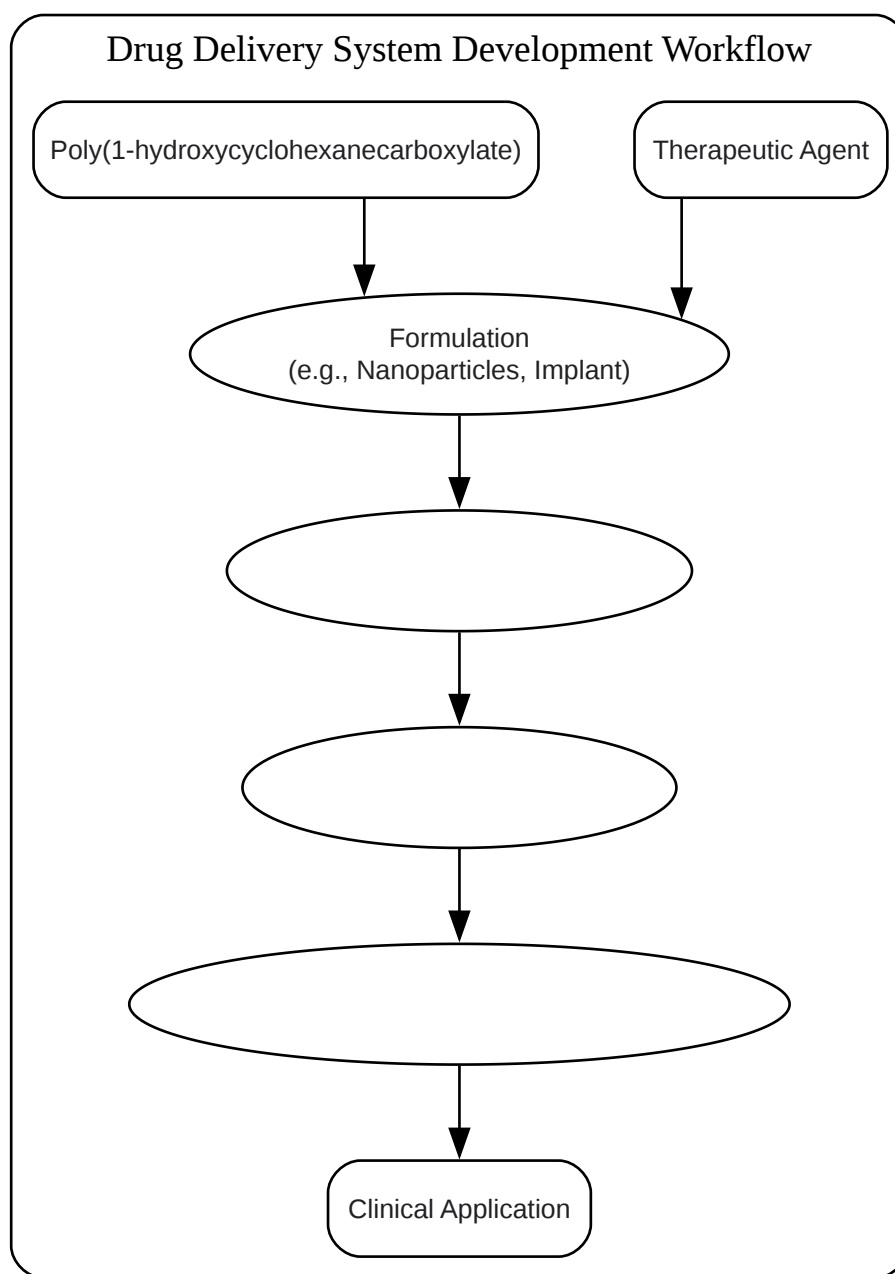 Drug Delivery System Development Workflow
Poly(1-hydroxycyclohexanecarboxylate)
Therapeutic Agent
Formulation
(e.g., Nanoparticles, Implant)
Clinical Application